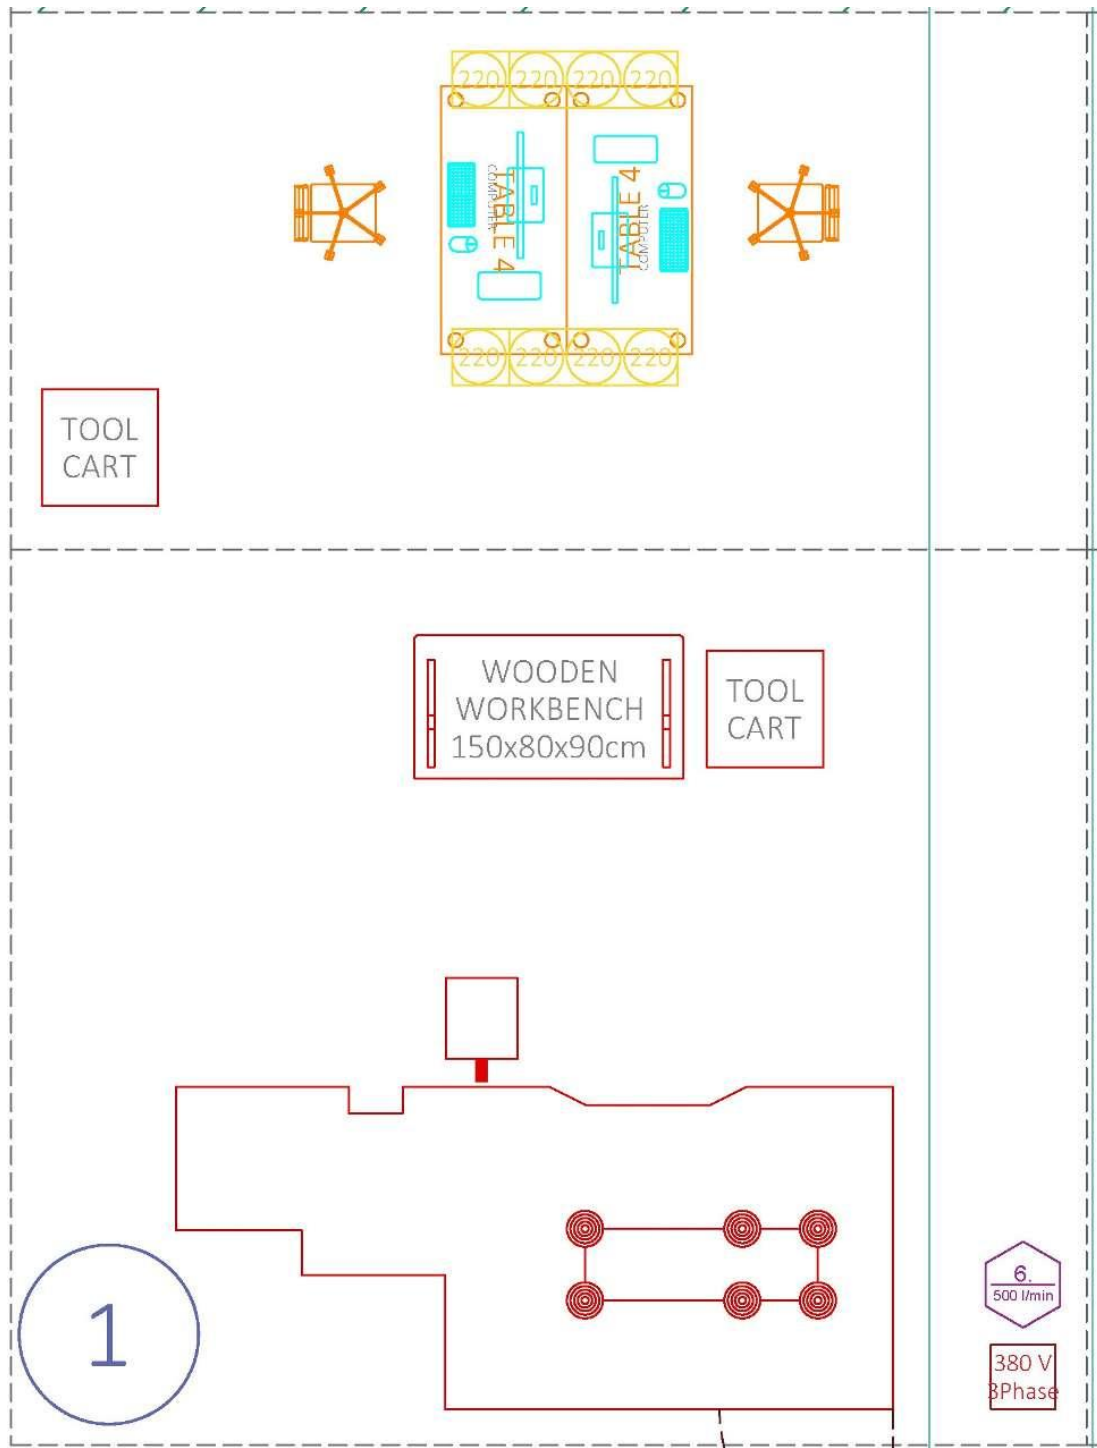 220 220 220 220
TABLE 4
COMPUTER
TABLE 4
COMPUTER
220 220 220 220
TOOL
CART
WOODEN
WORKBENCH
150x80x90cm
TOOL
CART
1
6.
500 l/min
380 V
3Phase